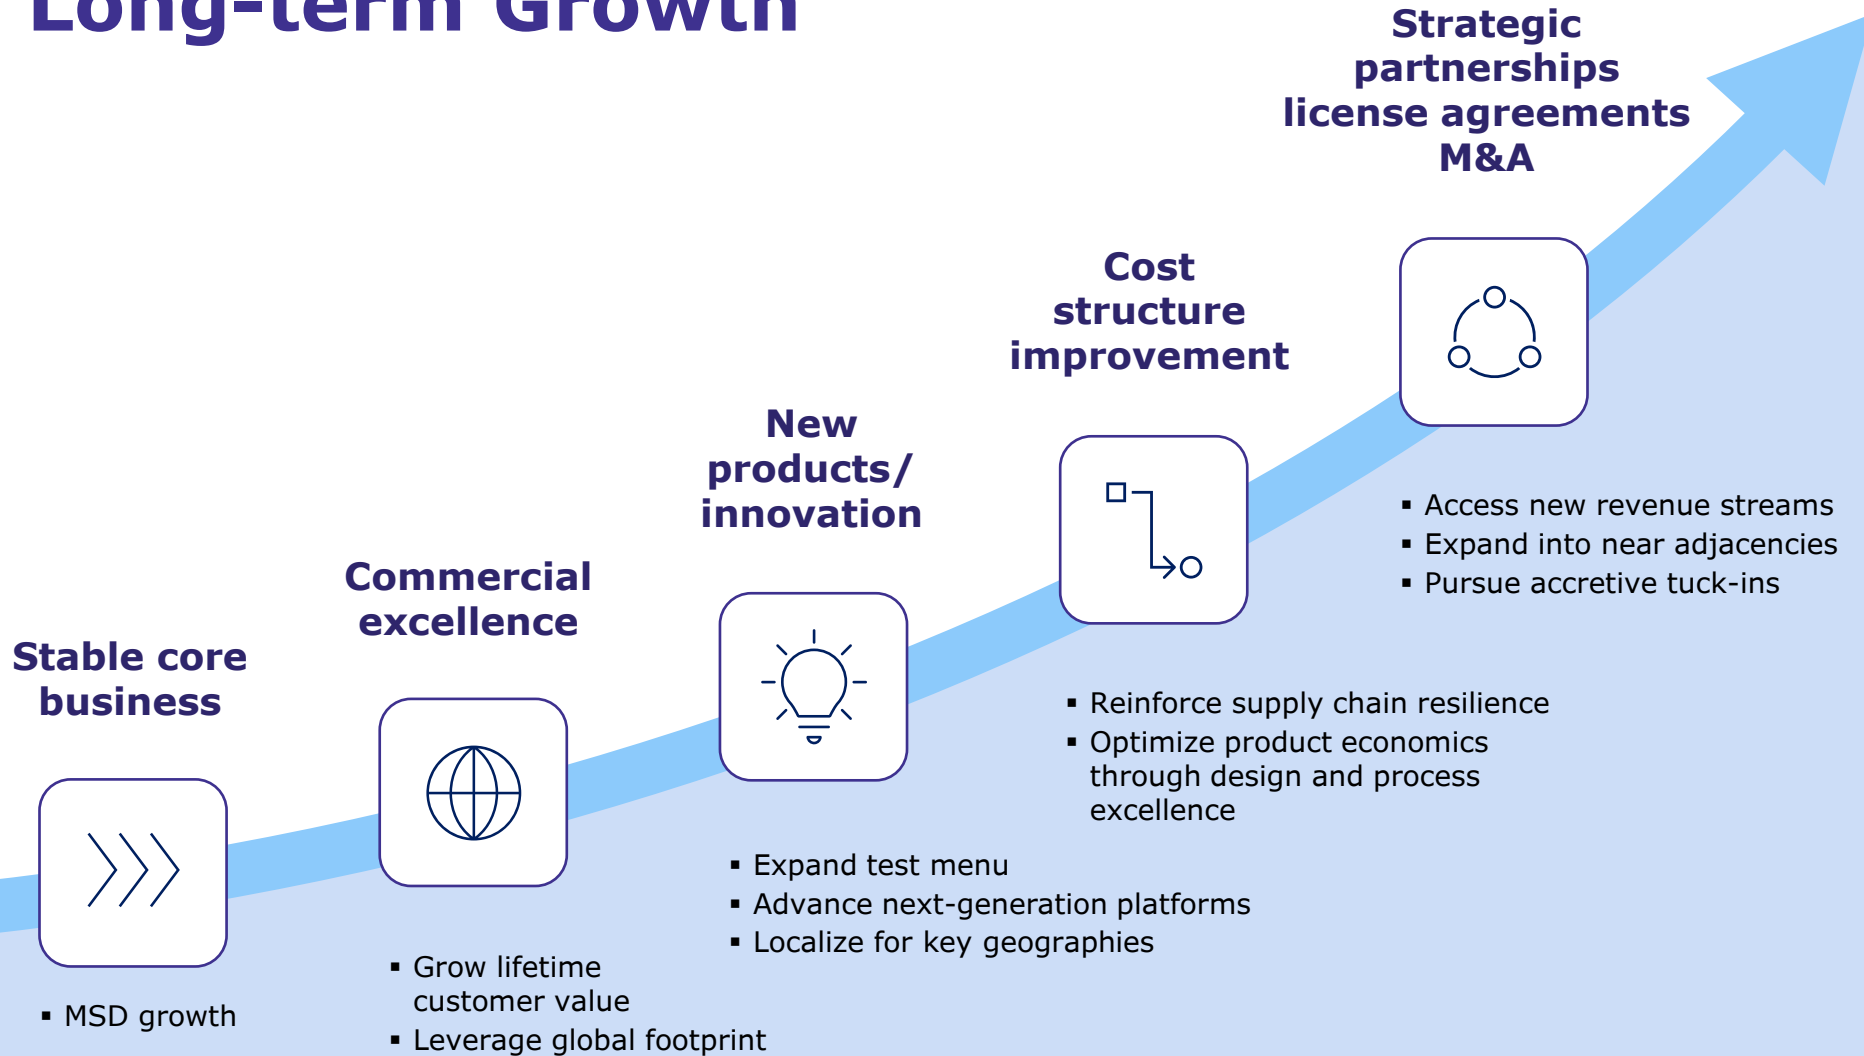 Long-term Growth
Stable core
business
▪ MSD growth
Commercial
excellence
▪ Grow lifetime
customer value
▪ Leverage global footprint
New
products/
innovation
▪ Expand test menu
▪ Advance next-generation platforms
▪ Localize for key geographies
Cost
structure
improvement
▪ Reinforce supply chain resilience
▪ Optimize product economics
through design and process
excellence
Strategic
partnerships
license agreements
M&A
▪ Access new revenue streams
▪ Expand into near adjacencies
▪ Pursue accretive tuck-ins